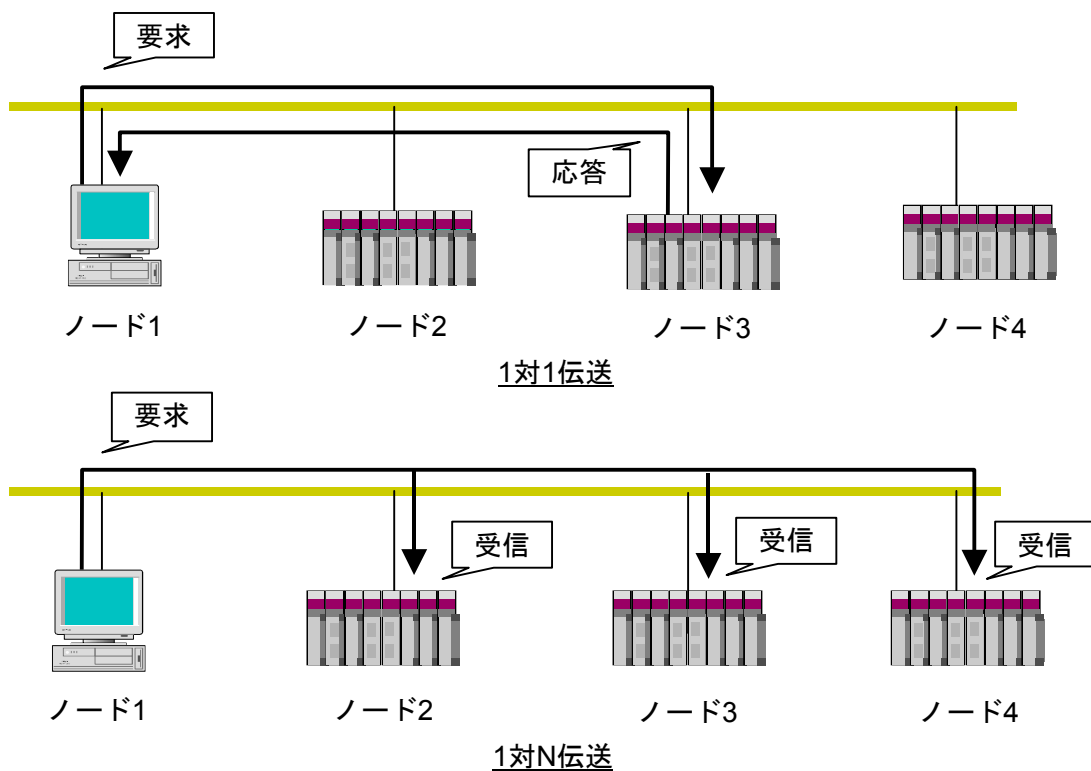 要求
応答
ノード1
ノード2
ノード3
ノード4
1対1伝送
要求
受信
受信
受信
ノード1
ノード2
ノード3
ノード4
1対N伝送